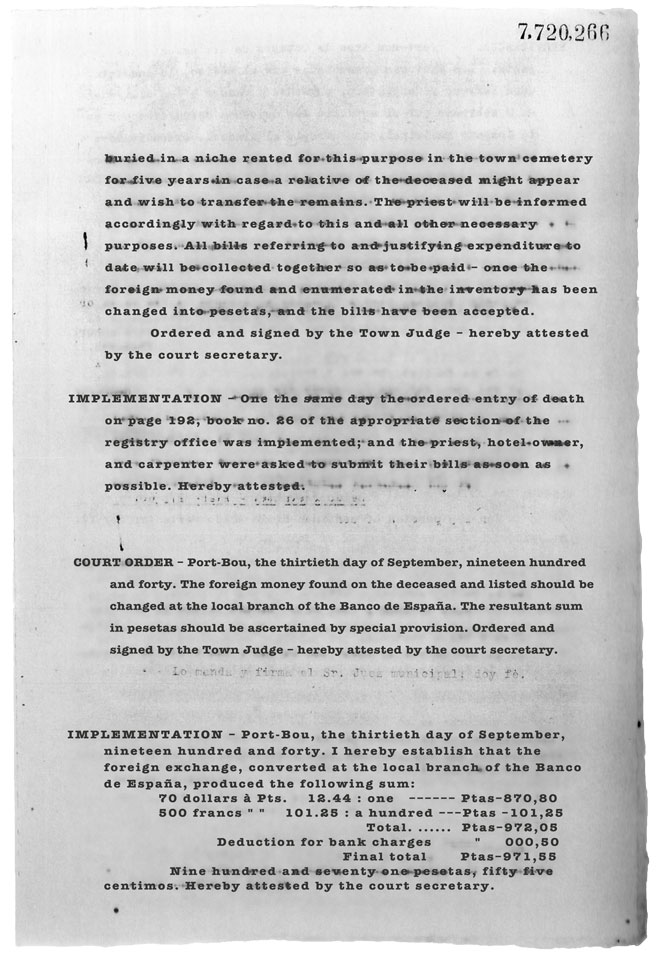 7,720,266
buried in a niche rented for this purpose in the town cemetery
for five years in case a relative of the deceased might appear
and wish to transfer the remains. The priest will be informed
accordingly with regard to this and all other necessary
purposes. All bills referring to and justifying expenditure to
date will be collected together so as to be paid – once the
foreign money found and enumerated in the inventory has been
changed into pesetas, and the bills have been accepted.
Ordered and signed by the Town Judge – hereby attested
by the court secretary.
IMPLEMENTATION – One the same day the ordered entry of death
on page 192, book no. 26 of the appropriate section of the
registry office was implemented; and the priest, hotel-owner,
and carpenter were asked to submit their bills as soon as
possible. Hereby attested.
COURT ORDER – Port-Bou, the thirtieth day of September, nineteen hundred
and forty. The foreign money found on the deceased and listed should be
changed at the local branch of the Banco de España. The resultant sum
in pesetas should be ascertained by special provision. Ordered and
signed by the Town Judge – hereby attested by the court secretary.
Lo manda y firma el Sr. Juez municipal; doy fé.
IMPLEMENTATION – Port-Bou, the thirtieth day of September,
nineteen hundred and forty. I hereby establish that the
foreign exchange, converted at the local branch of the Banco
de España, produced the following sum:
70 dollars à Pts. 12.44 : one ------ Ptas-870,80
500 francs " " 101.25 : a hundred ---Ptas -101,25
Total. ...... Ptas-972,05
Deduction for bank charges " 000,50
Final total Ptas-971,55
Nine hundred and seventy one pesetas, fifty five
centimos. Hereby attested by the court secretary.